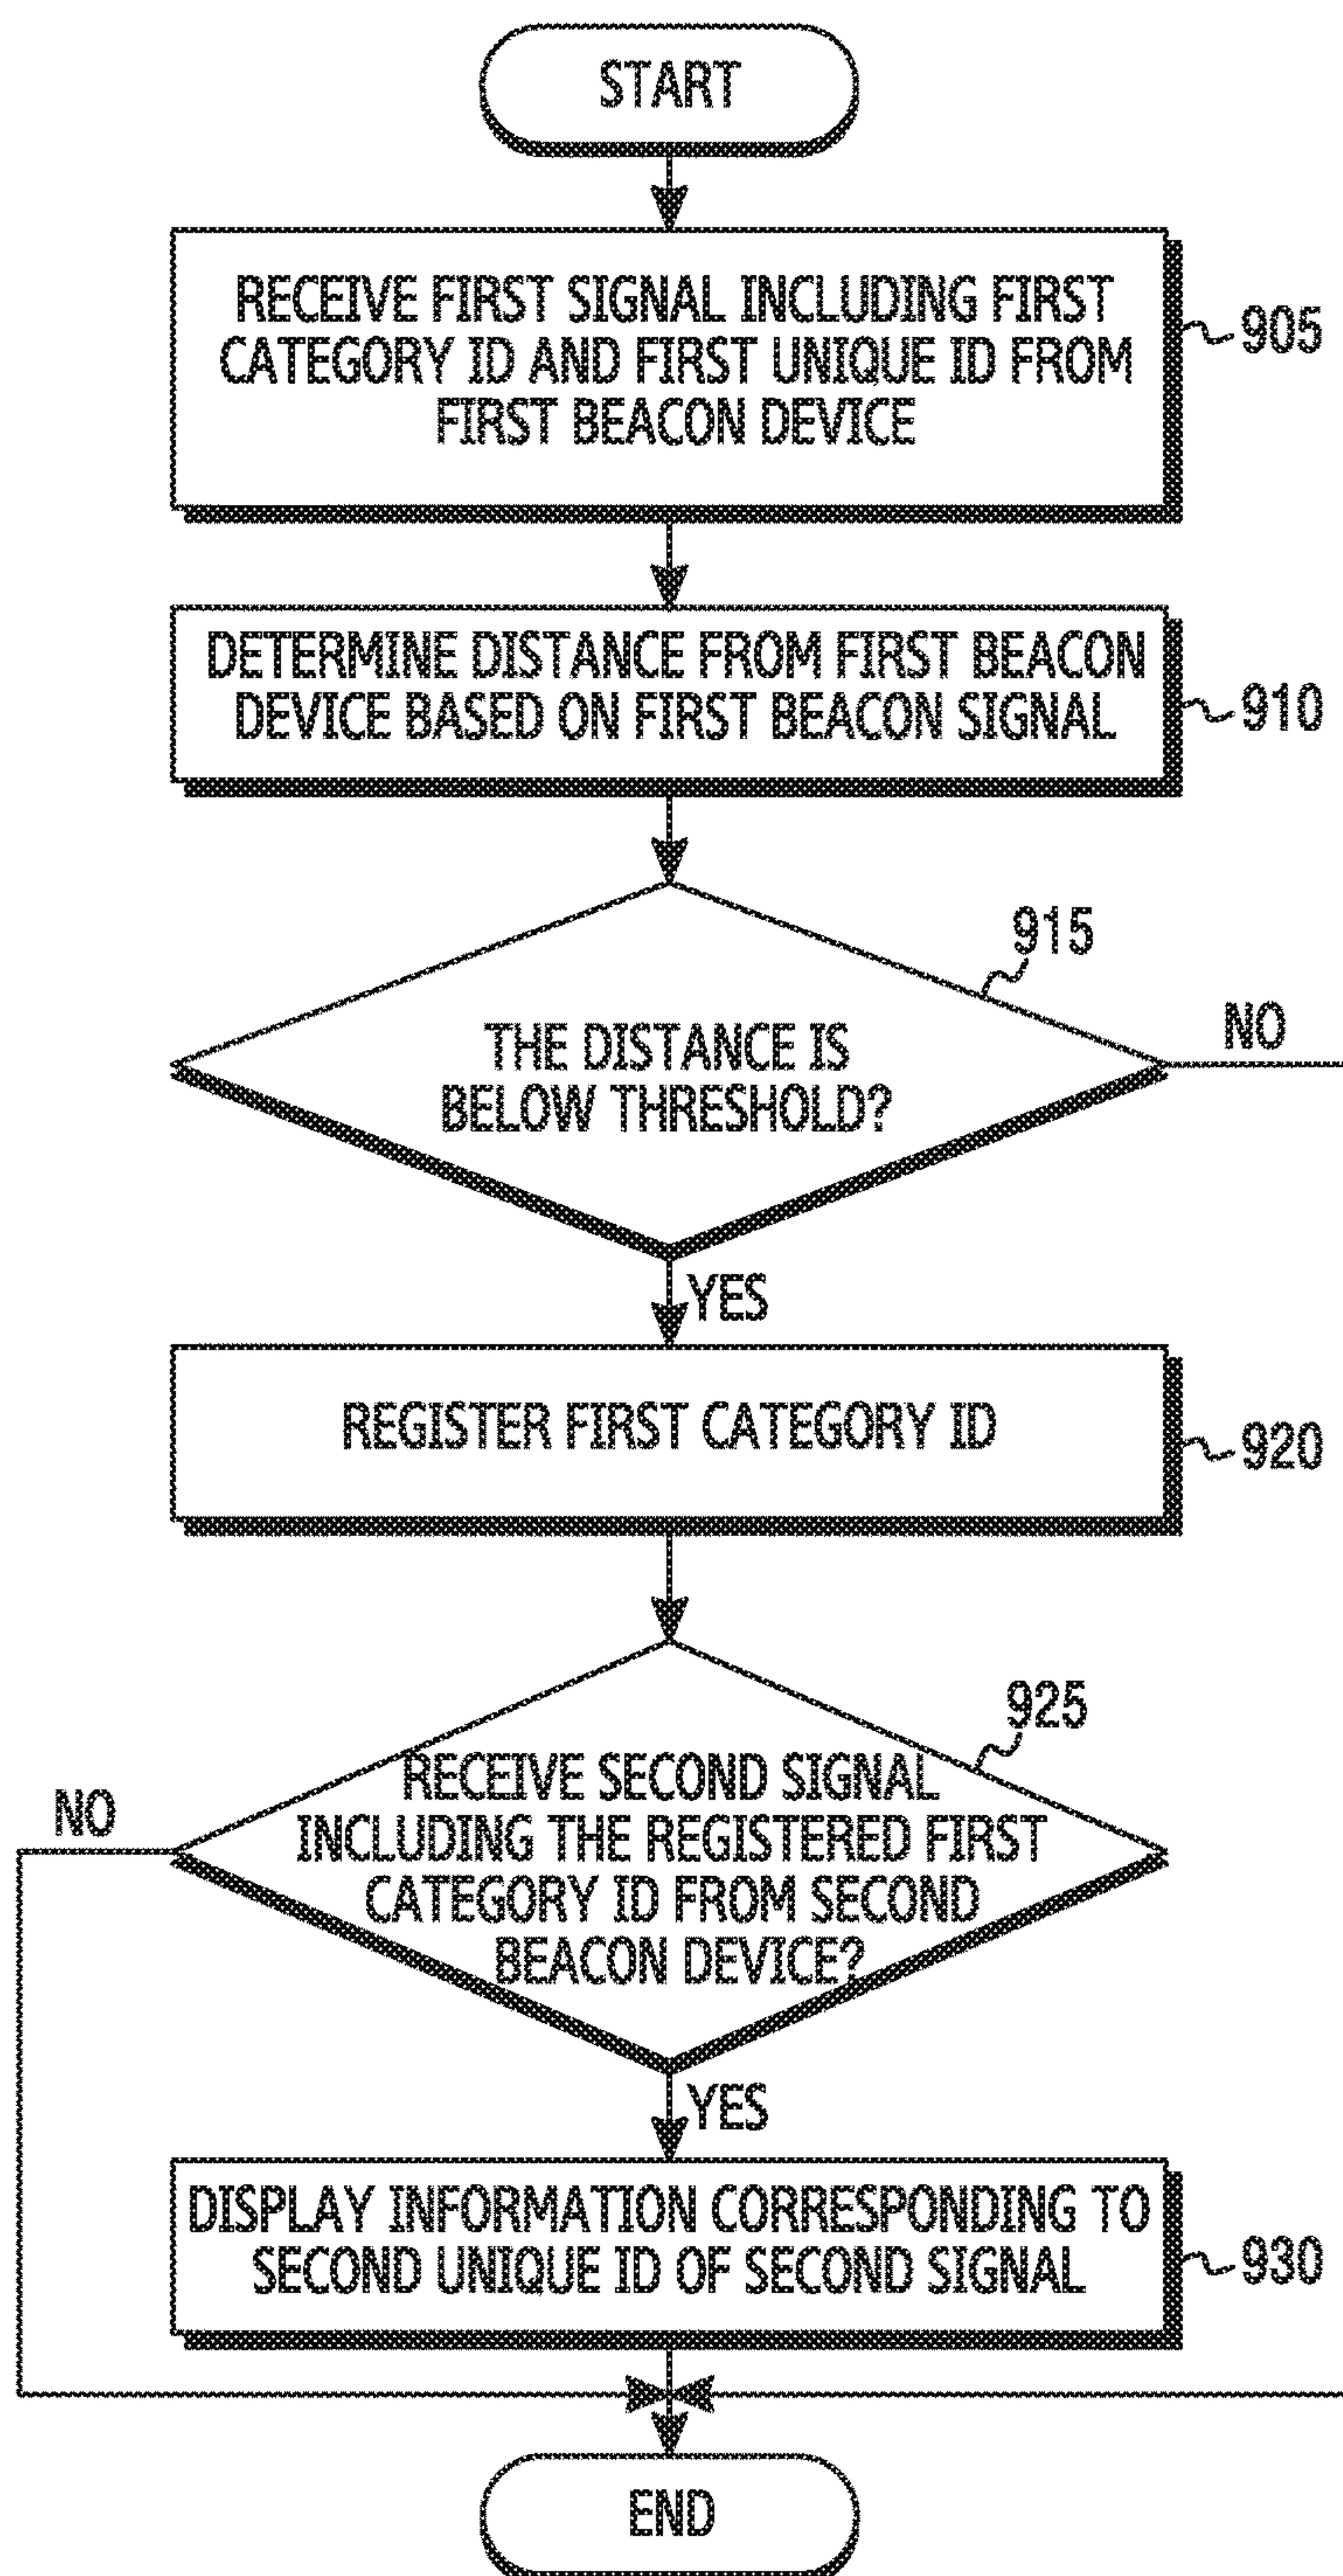 START
RECEIVE FIRST SIGNAL INCLUDING FIRST
CATEGORY ID AND FIRST UNIQUE ID FROM
FIRST BEACON DEVICE
905
DETERMINE DISTANCE FROM FIRST BEACON
DEVICE BASED ON FIRST BEACON SIGNAL
910
915
THE DISTANCE IS
BELOW THRESHOLD?
NO
YES
REGISTER FIRST CATEGORY ID
920
925
RECEIVE SECOND SIGNAL
INCLUDING THE REGISTERED FIRST
CATEGORY ID FROM SECOND
BEACON DEVICE?
NO
YES
DISPLAY INFORMATION CORRESPONDING TO
SECOND UNIQUE ID OF SECOND SIGNAL
930
END